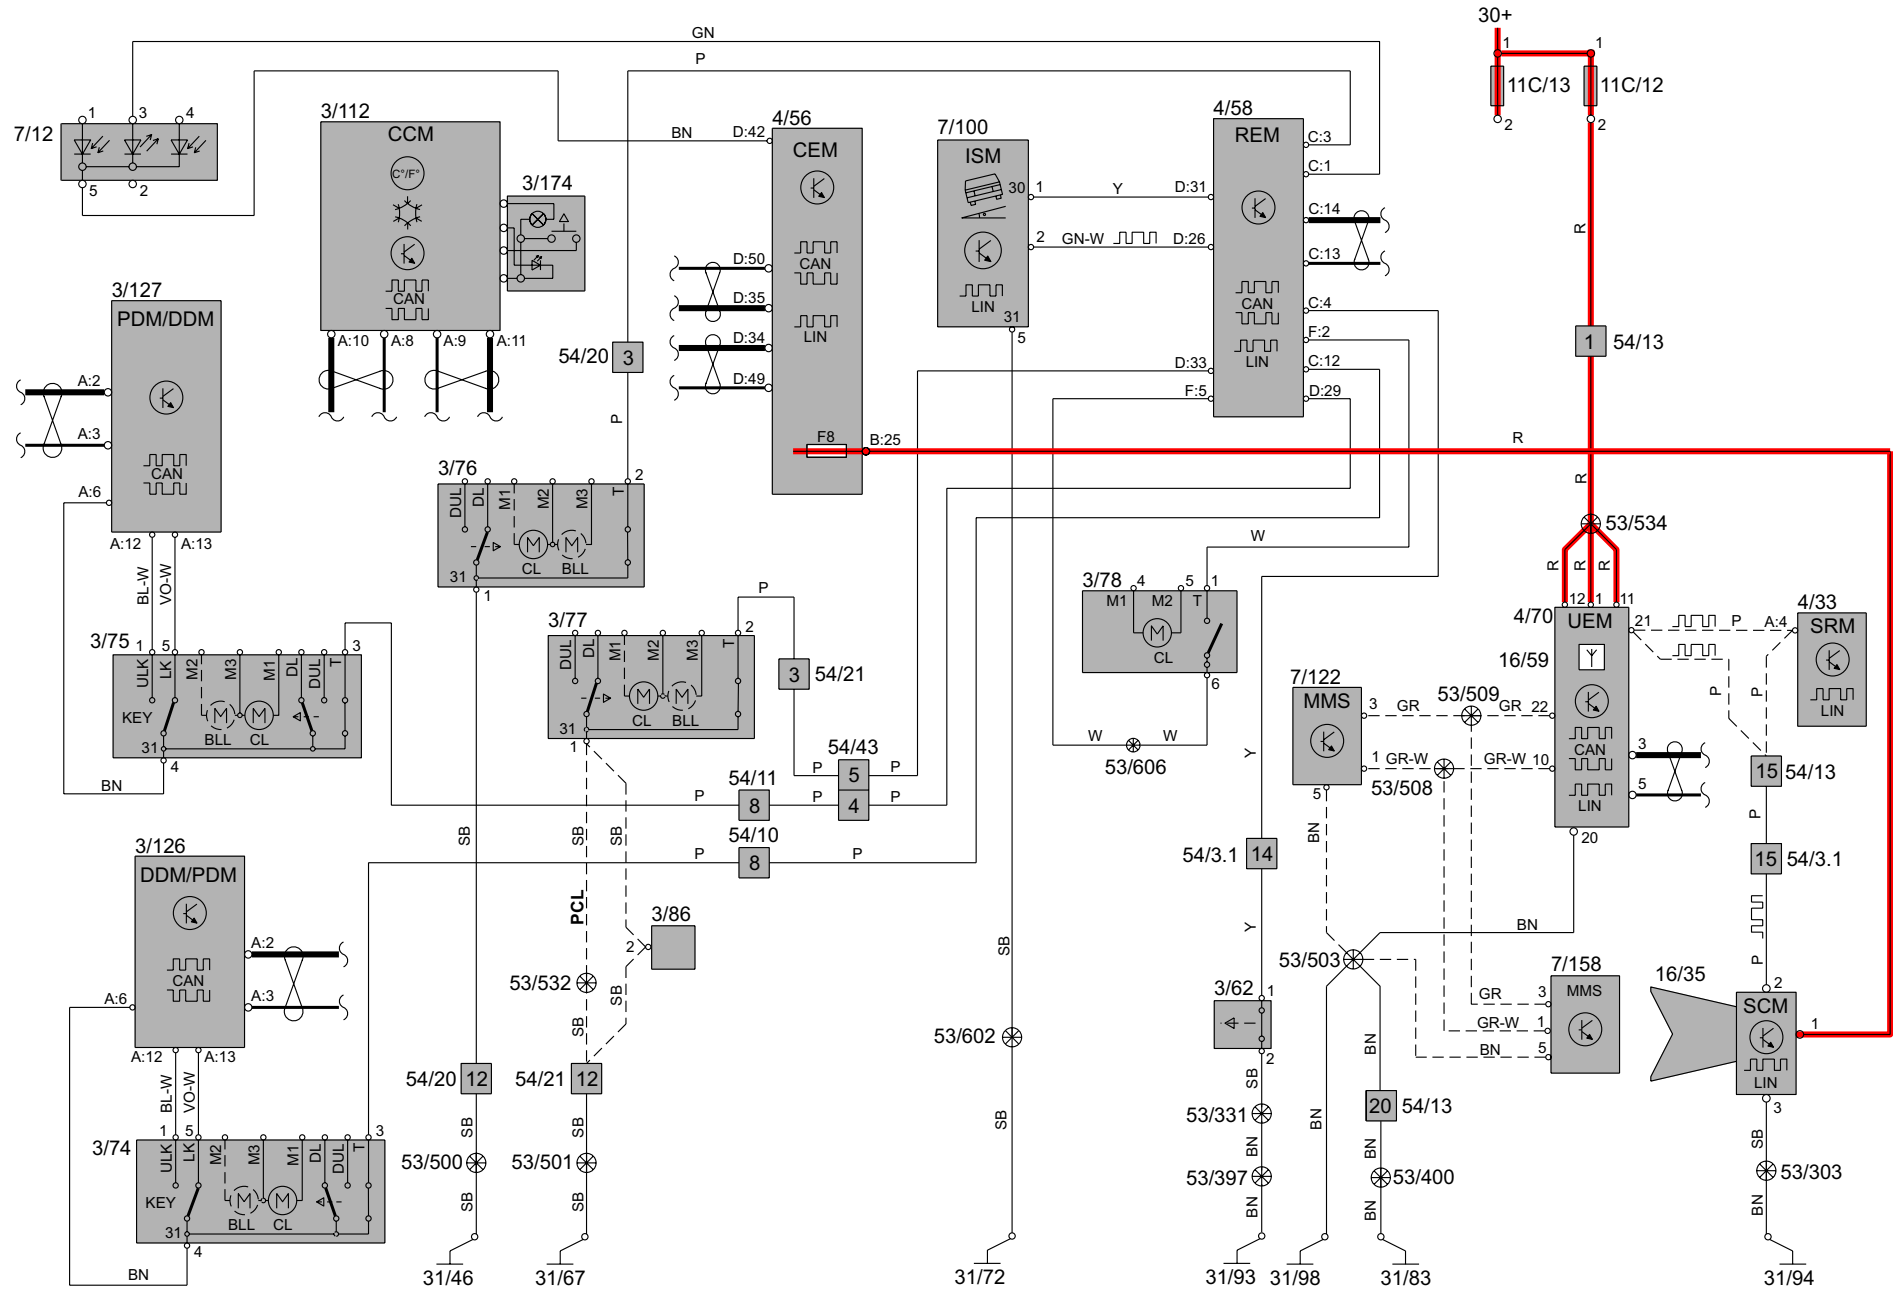 30+
GN
1
1
P
11C/13
11C/12
2
2
7/12
1
3
4
5
2
3/112
CCM
C°/F°
CAN
A:10
A:8
A:9
A:11
3/174
BN
D:42
4/56
CEM
CAN
LIN
D:50
D:35
D:34
D:49
F8
B:25
R
7/100
ISM
30
1
Y
D:31
2
GN-W
D:26
LIN
31
5
4/58
REM
C:3
C:1
C:14
C:13
C:4
F:2
C:12
D:29
CAN
LIN
D:33
F:5
R
1
54/13
R
53/534
R
R
R
12
1
11
3/127
PDM/DDM
A:2
A:3
CAN
A:6
A:12
A:13
BL-W
VO-W
54/20
3
P
3/76
2
DUL
DL
M1
M2
M3
T
M
M
CL
BLL
31
1
3/75
1
5
3
ULK
LK
M2
M3
M1
DL
DUL
T
KEY
M
M
BLL
CL
31
4
BN
3/77
P
2
DUL
DL
M1
M2
M3
T
M
M
CL
BLL
31
1
3
54/21
54/43
P
5
P
54/11
P
8
P
4
P
54/10
P
8
P
W
3/78
4
5
1
M1
M2
T
M
CL
6
W
W
53/606
4/70
UEM
16/59
CAN
LIN
21
P
A:4
P
P
22
10
3
5
20
4/33
SRM
LIN
7/122
MMS
3
GR
53/509
GR
1
GR-W
53/508
GR-W
5
BN
15
54/13
P
15
54/3.1
P
Y
54/3.1
14
Y
3/126
DDM/PDM
CAN
A:2
A:3
A:6
A:12
A:13
BL-W
VO-W
SB
SB
SB
PCL
3/86
2
53/532
SB
SB
SB
53/602
SB
BN
53/503
3/62
1
2
SB
53/331
BN
53/397
BN
BN
BN
20
54/13
BN
53/400
BN
7/158
MMS
GR
3
GR-W
1
BN
5
16/35
2
SCM
1
LIN
3
SB
53/303
BN
54/20
12
54/21
12
SB
SB
53/500
53/501
SB
SB
3/74
1
5
3
ULK
LK
M2
M3
M1
DL
DUL
T
KEY
M
M
BLL
CL
31
4
BN
31/46
31/67
31/72
31/93
31/98
31/83
31/94